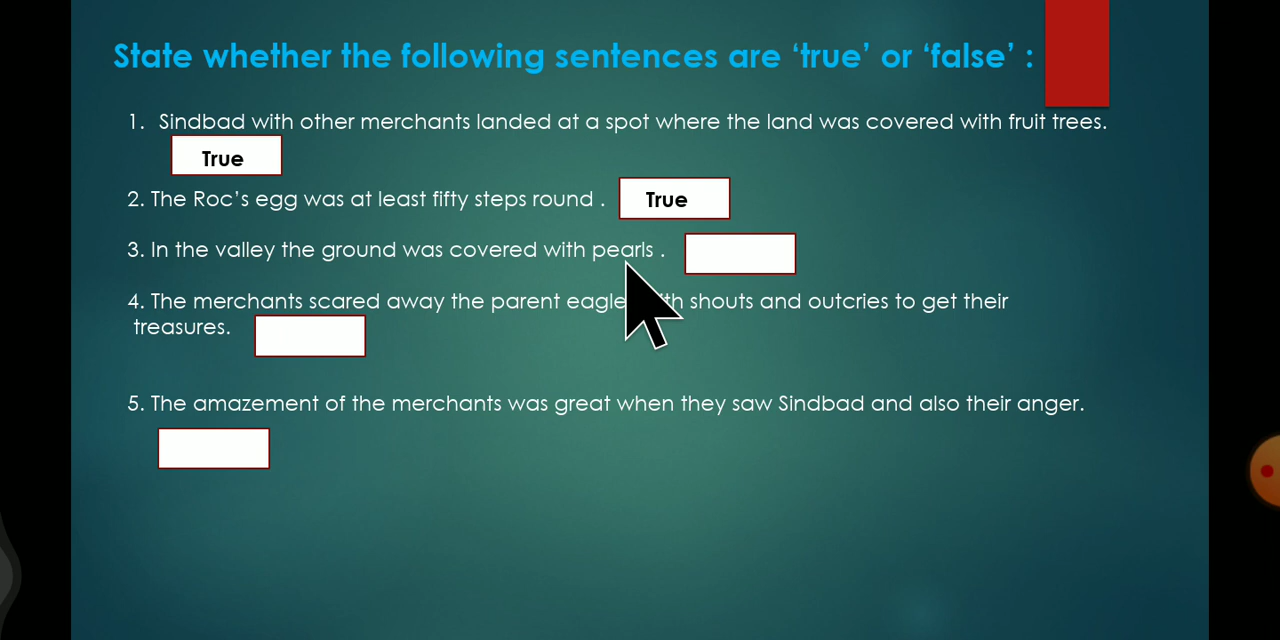 State whether the following sentences are ‘true’ or ‘false’ :
1. Sindbad with other merchants landed at a spot where the land was covered with fruit trees.
True
2. The Roc’s egg was at least fifty steps round . True
3. In the valley the ground was covered with pearls .
4. The merchants scared away the parent eagle shouts and outcries to get their
treasures.
5. The amazement of the merchants was great when they saw Sindbad and also their anger.